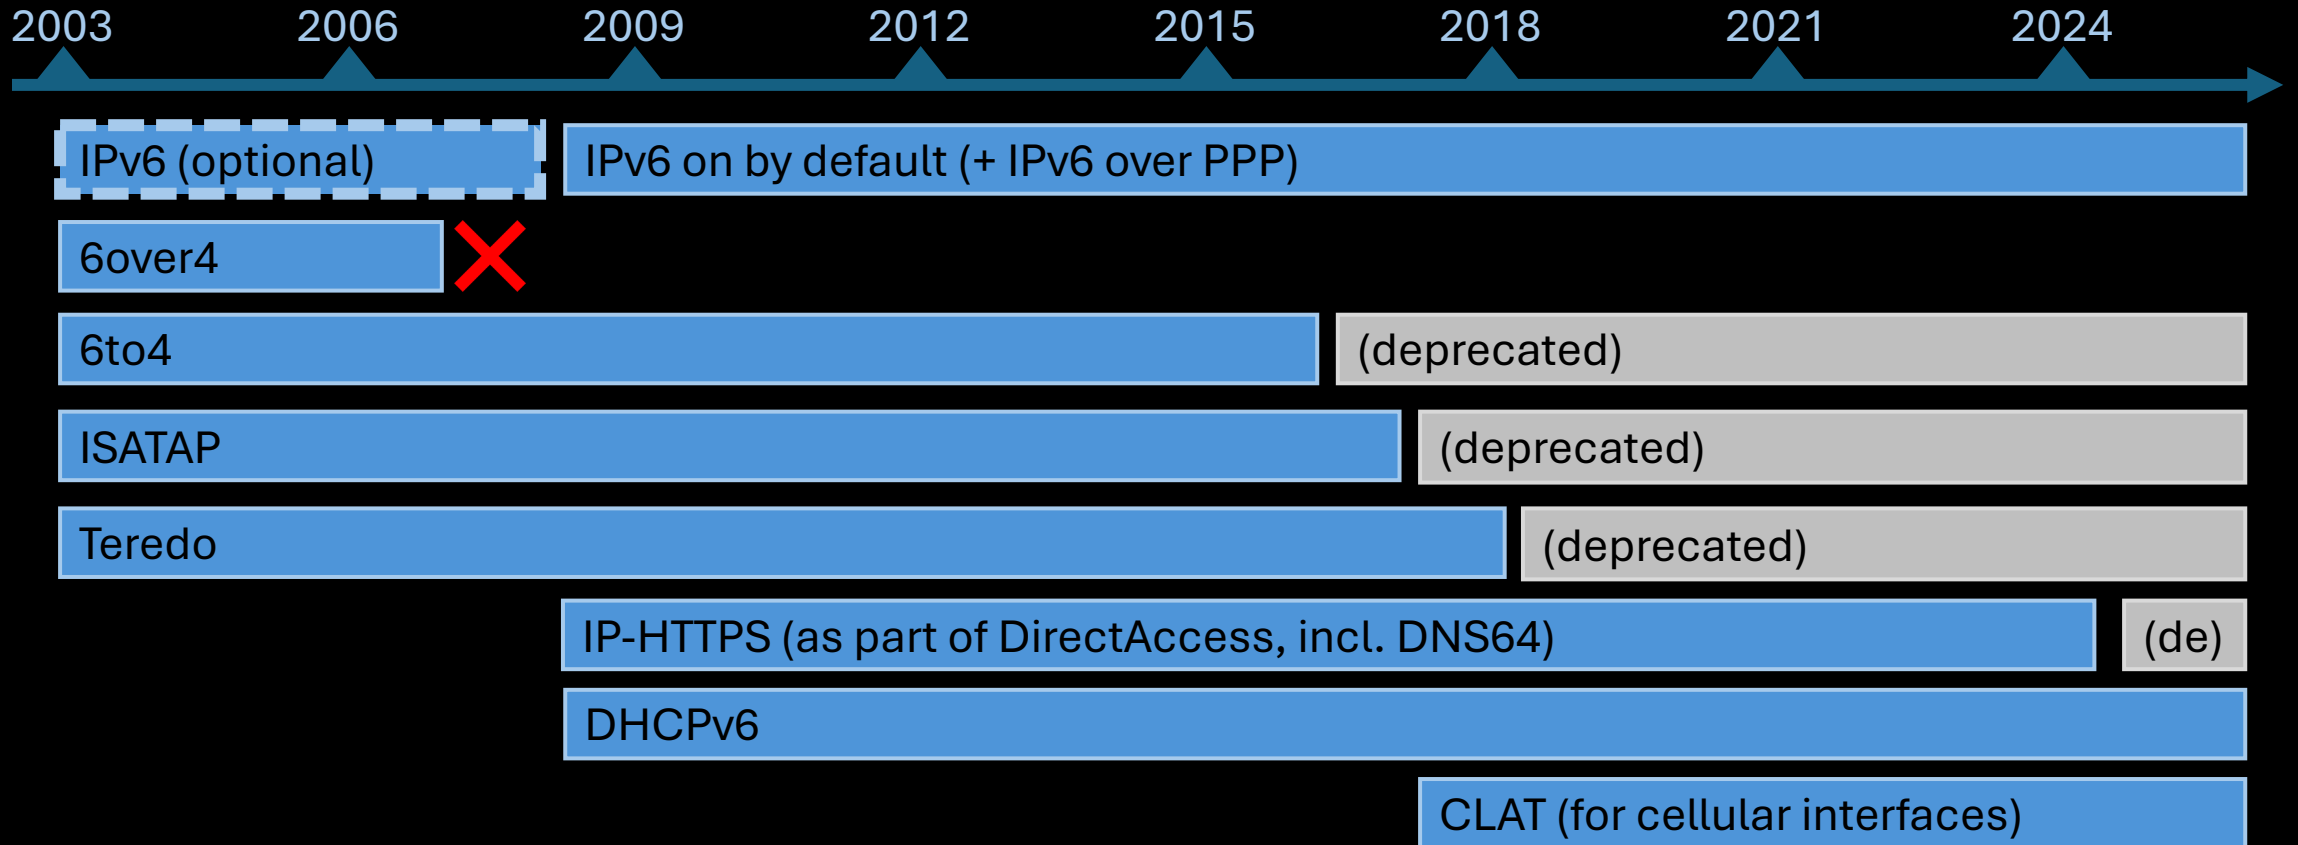 2003 2006 2009 2012 2015 2018 2021 2024
IPv6 (optional) IPv6 on by default (+ IPv6 over PPP)
6over4
6to4 (deprecated)
ISATAP (deprecated)
Teredo (deprecated)
IP-HTTPS (as part of DirectAccess, incl. DNS64) (de)
DHCPv6
CLAT (for cellular interfaces)